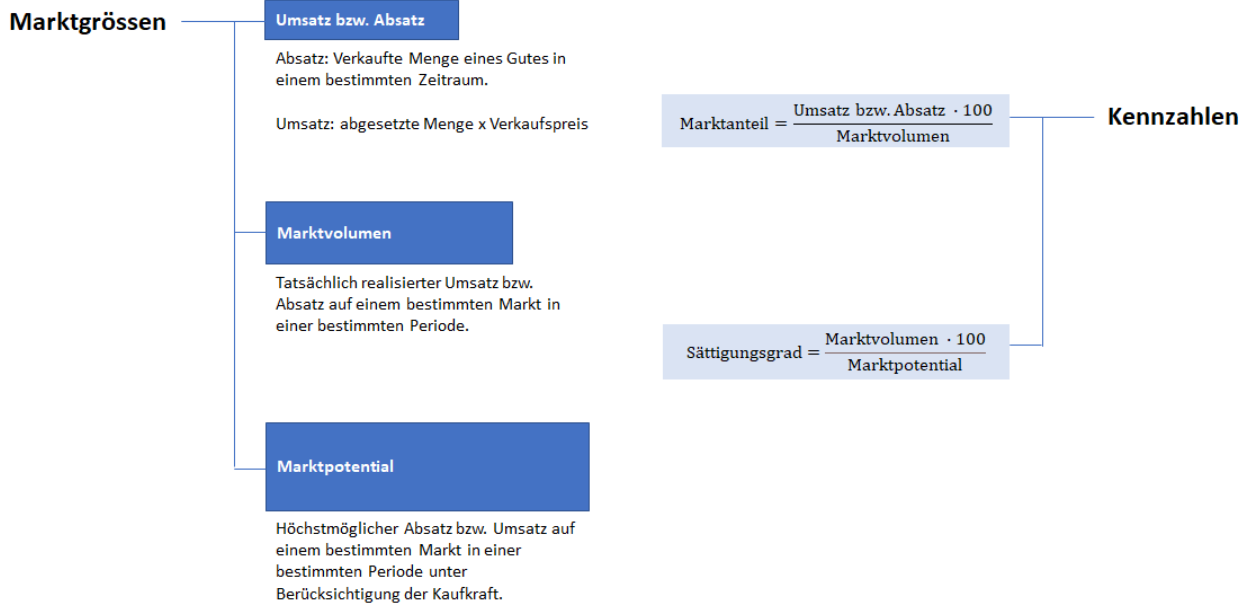 Marktgrössen
Umsatz bzw. Absatz
Absatz: Verkaufte Menge eines Gutes in
einem bestimmten Zeitraum.
Umsatz: abgesetzte Menge x Verkaufspreis
Marktvolumen
Tatsächlich realisierter Umsatz bzw.
Absatz auf einem bestimmten Markt in
einer bestimmten Periode.
Marktpotential
Höchstmöglicher Absatz bzw. Umsatz auf
einem bestimmten Markt in einer
bestimmten Periode unter
Berücksichtigung der Kaufkraft.
Umsatz bzw. Absatz · 100
Marktanteil =
Marktvolumen
Marktvolumen · 100
Sättigungsgrad =
Marktpotential
Kennzahlen